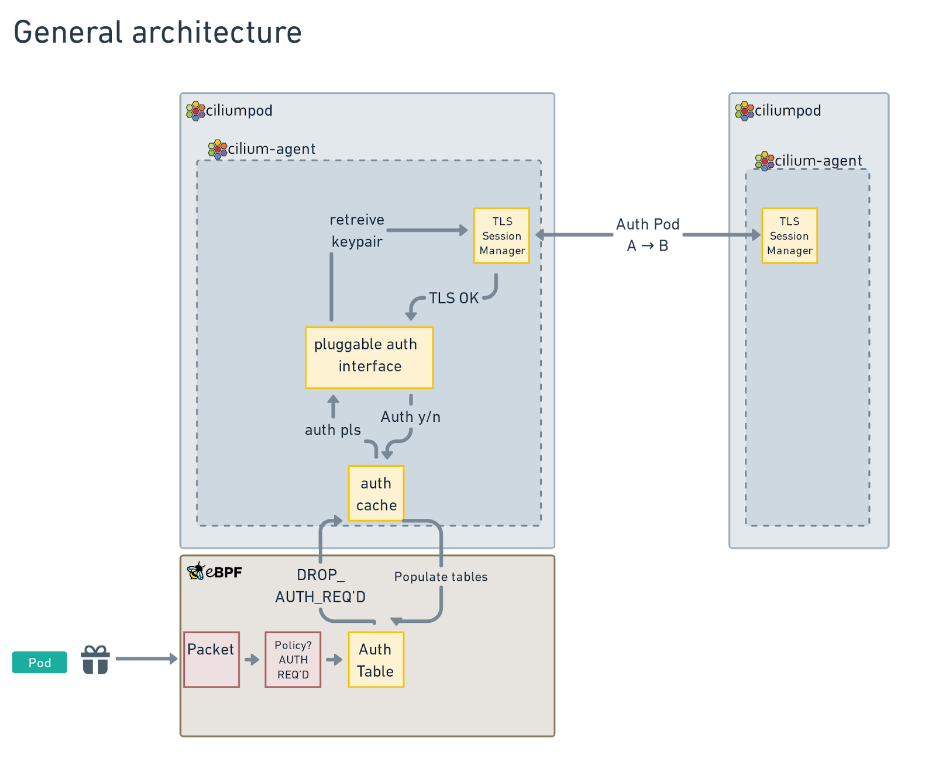 General architecture
ciliumpod
ciliumpod
cilium-agent
cilium-agent
retreive
keypair
TLS
Session
Manager
Auth Pod
A → B
TLS
Session
Manager
TLS OK
pluggable auth
interface
auth pls
Auth y/n
auth
cache
eBPF
DROP_
AUTH_REQ'D
Populate tables
Pod
Packet
Policy?
AUTH
REQ'D
Auth
Table